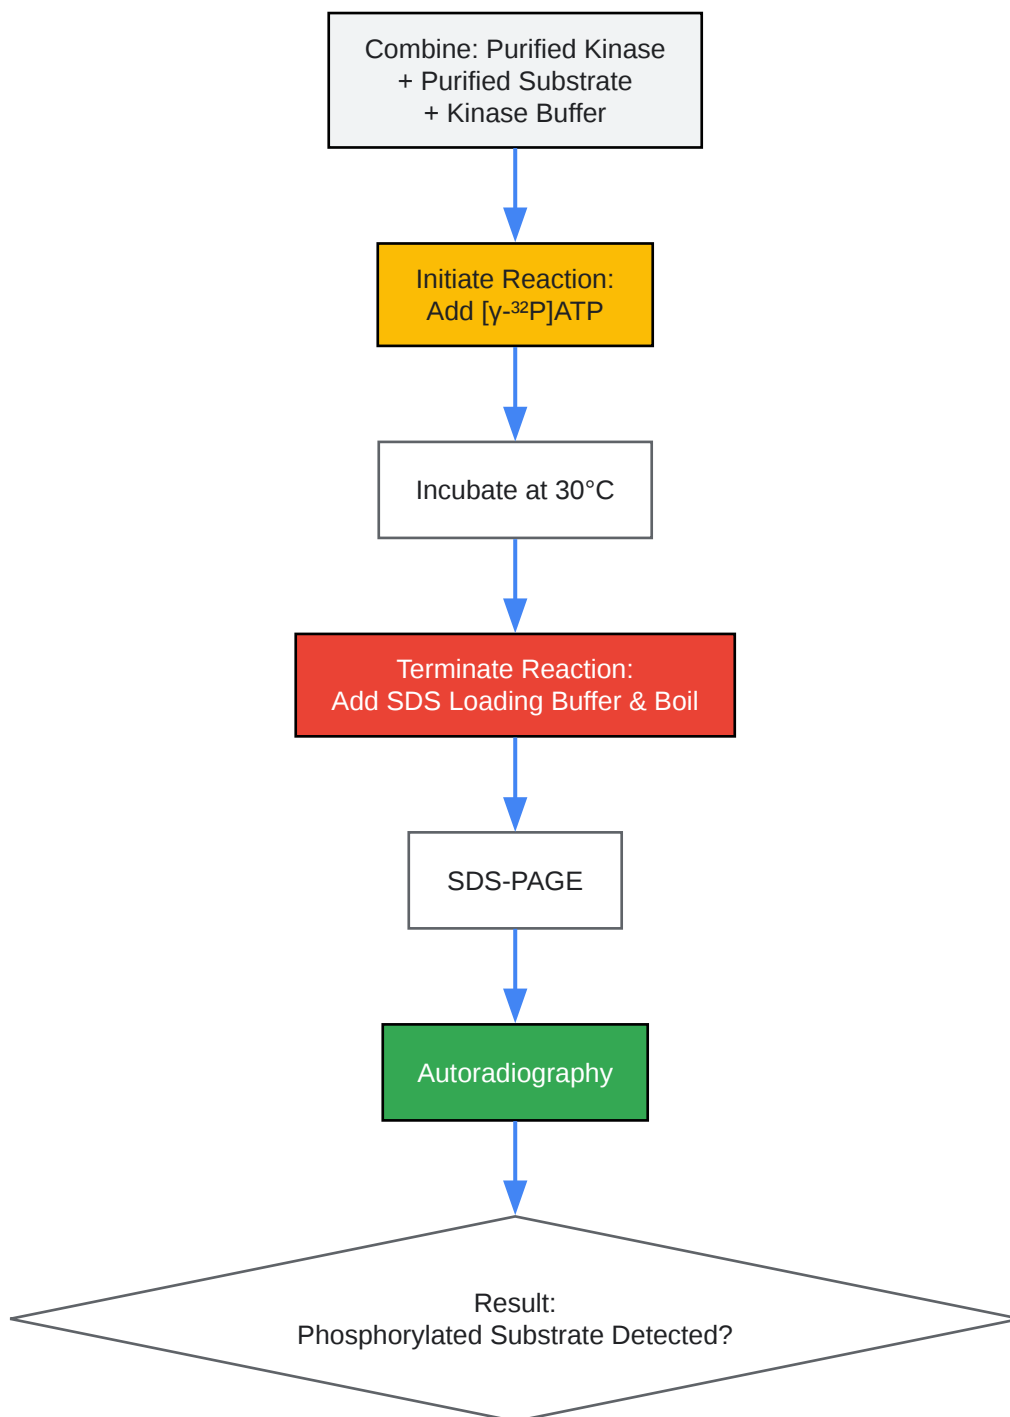 Combine: Purified Kinase
+ Purified Substrate
+ Kinase Buffer
Initiate Reaction:
Add [γ-³²P]ATP
Incubate at 30°C
Terminate Reaction:
Add SDS Loading Buffer & Boil
SDS-PAGE
Autoradiography
Result:
Phosphorylated Substrate Detected?